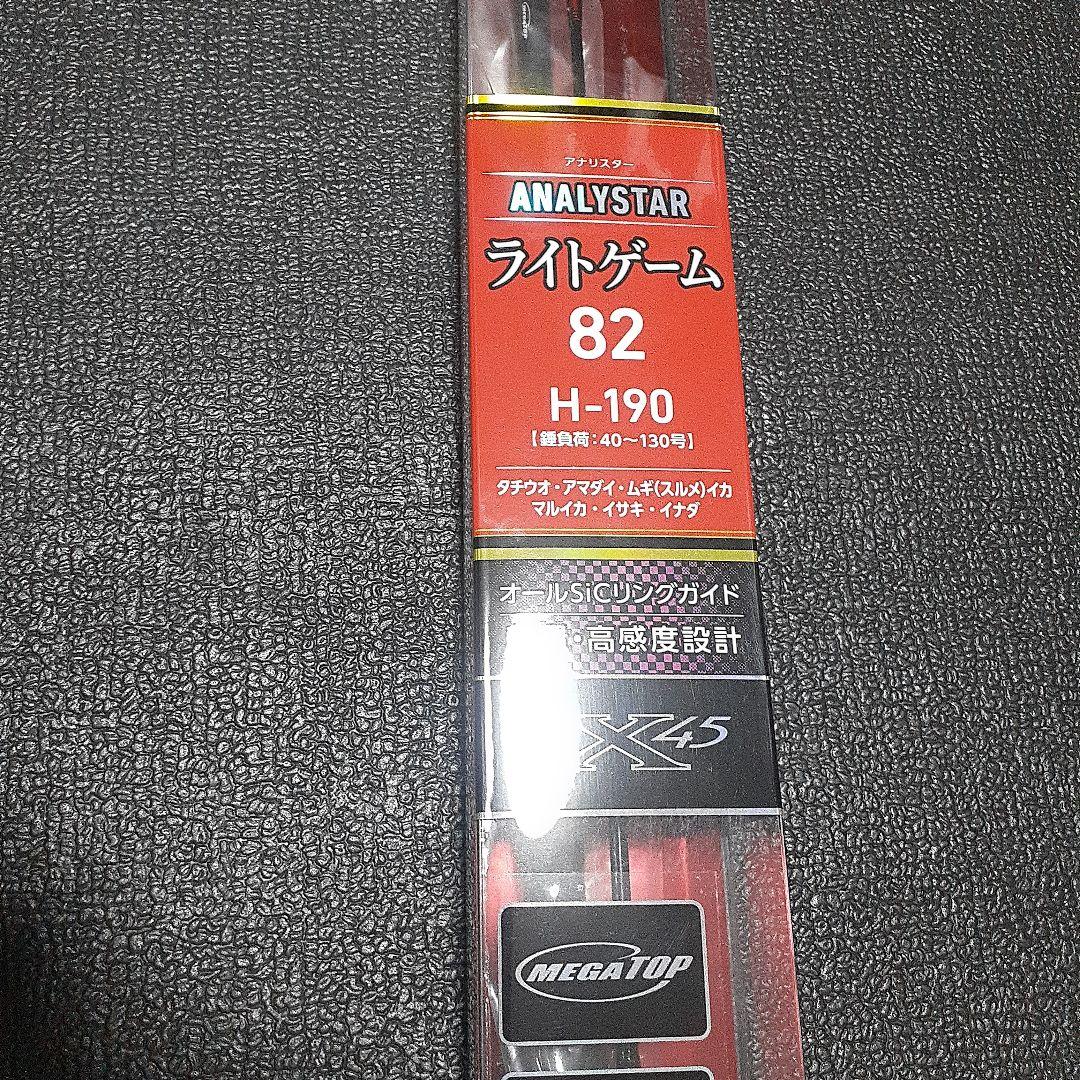 MEGATOP
アナリスター
ANALYSTAR
ライトゲーム
82
H-190
【錘負荷：40～130号】
タチウオ・アマダイ・ムギ(スルメ)イカ
マルイカ・イサキ・イナダ
オールSiCリングガイド
・高感度設計
X45
MEGATOP